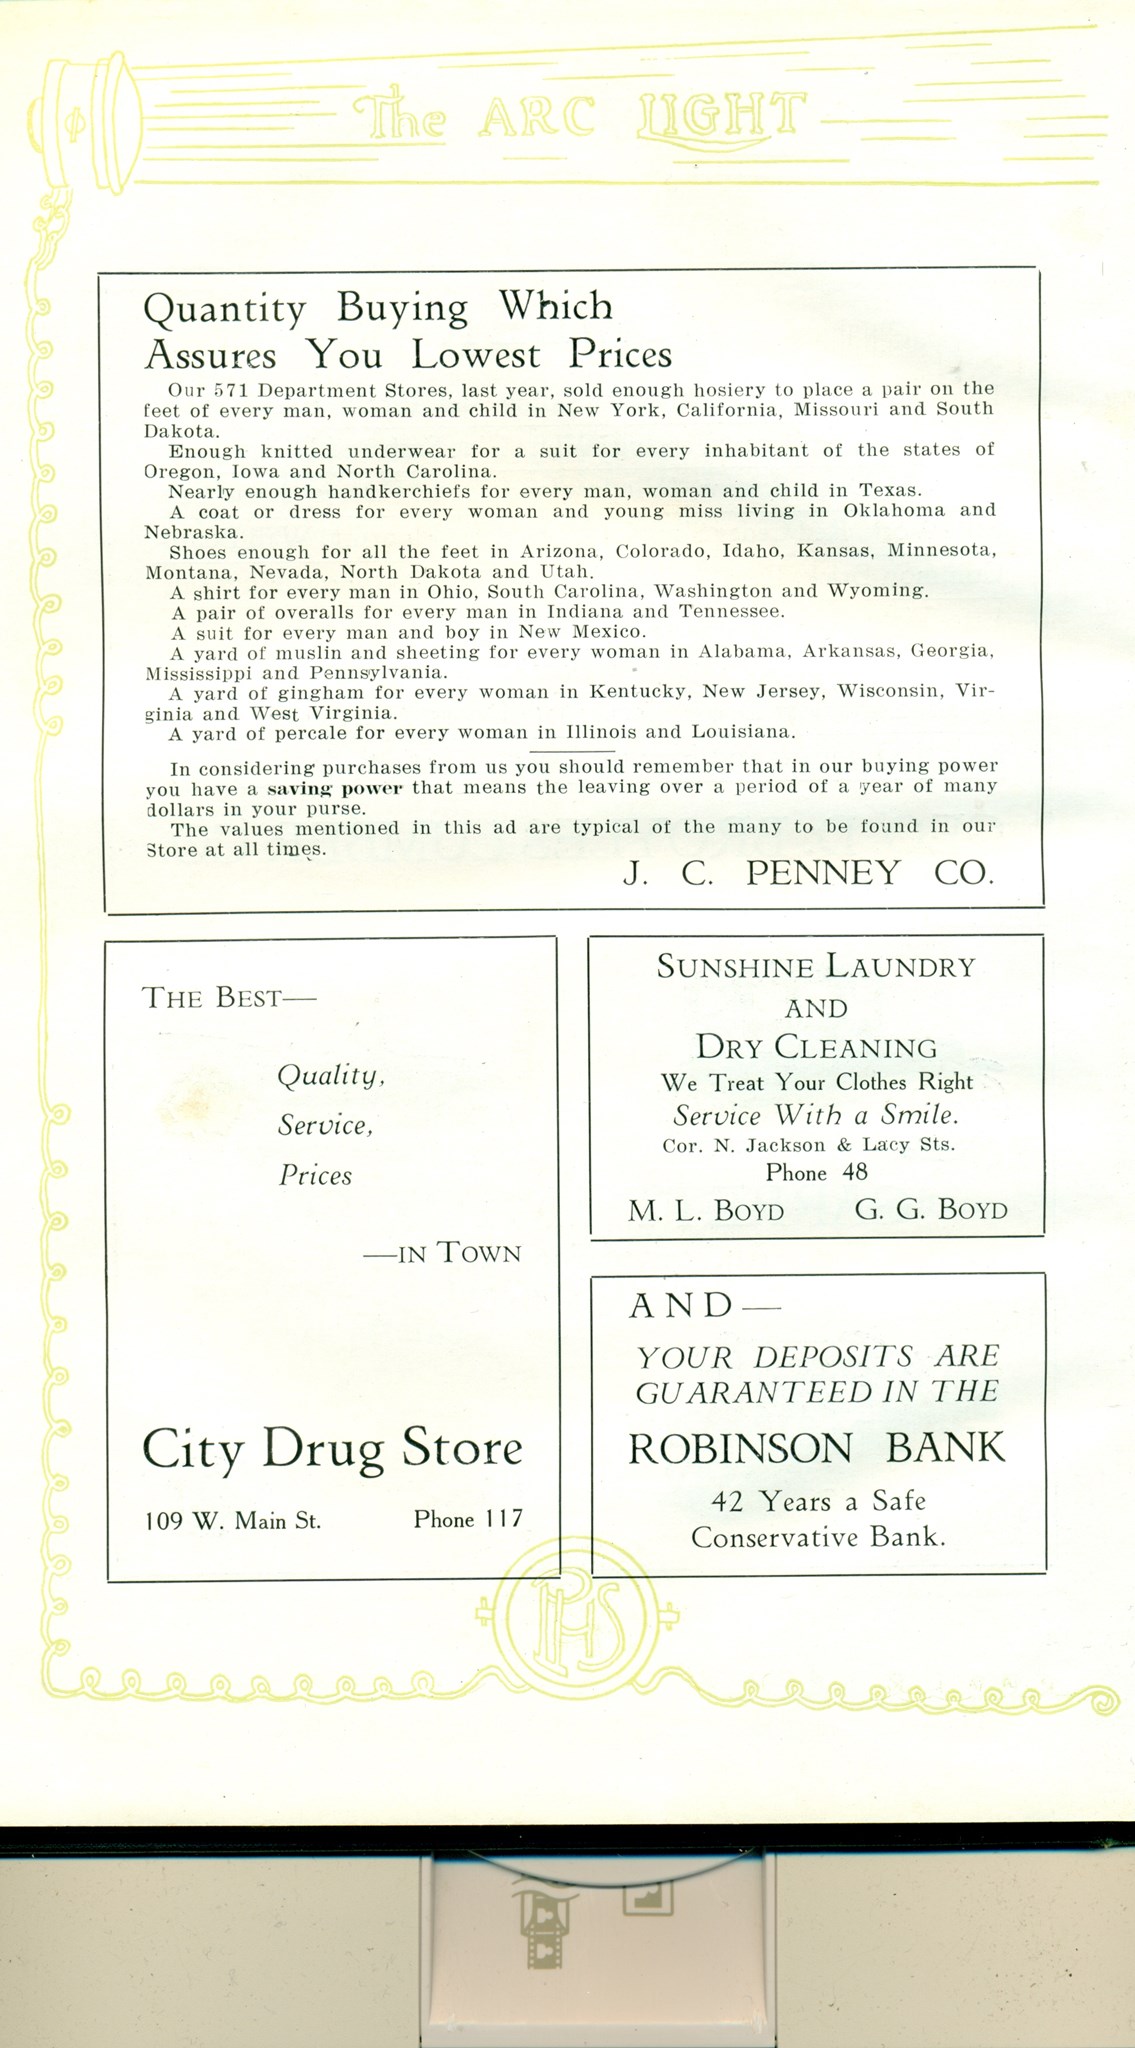 The ARC LIGHT
Quantity Buying Which
Assures You Lowest Prices
Our 571 Department Stores, last year, sold enough hosiery to place a pair on the
feet of every man, woman and child in New York, California, Missouri and South
Dakota.
Enough knitted underwear for a suit for every inhabitant of the states of
Oregon, Iowa and North Carolina.
Nearly enough handkerchiefs for every man, woman and child in Texas.
A coat or dress for every woman and young miss living in Oklahoma and
Nebraska.
Shoes enough for all the feet in Arizona, Colorado, Idaho, Kansas, Minnesota,
Montana, Nevada, North Dakota and Utah.
A shirt for every man in Ohio, South Carolina, Washington and Wyoming.
A pair of overalls for every man in Indiana and Tennessee.
A suit for every man and boy in New Mexico.
A yard of muslin and sheeting for every woman in Alabama, Arkansas, Georgia,
Mississippi and Pennsylvania.
A yard of gingham for every woman in Kentucky, New Jersey, Wisconsin, Vir-
ginia and West Virginia.
A yard of percale for every woman in Illinois and Louisiana.
In considering purchases from us you should remember that in our buying power
you have a saving power that means the leaving over a period of a year of many
dollars in your purse.
The values mentioned in this ad are typical of the many to be found in our
Store at all times.
J. C. PENNEY CO.
THE BEST—
Quality,
Service,
Prices
—IN TOWN
City Drug Store
109 W. Main St. Phone 117
SUNSHINE LAUNDRY
AND
DRY CLEANING
We Treat Your Clothes Right
Service With a Smile.
Cor. N. Jackson & Lacy Sts.
Phone 48
M. L. BOYD G. G. BOYD
AND—
YOUR DEPOSITS ARE
GUARANTEED IN THE
ROBINSON BANK
42 Years a Safe
Conservative Bank.
PHS